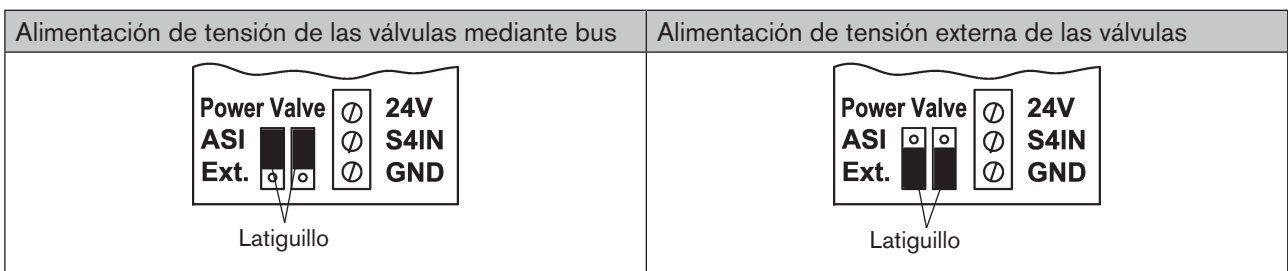 Alimentación de tensión de las válvulas mediante bus
Alimentación de tensión externa de las válvulas
Power Valve 24V
ASI S4IN
Ext. GND
Latiguillo
Power Valve 24V
ASI S4IN
Ext. GND
Latiguillo